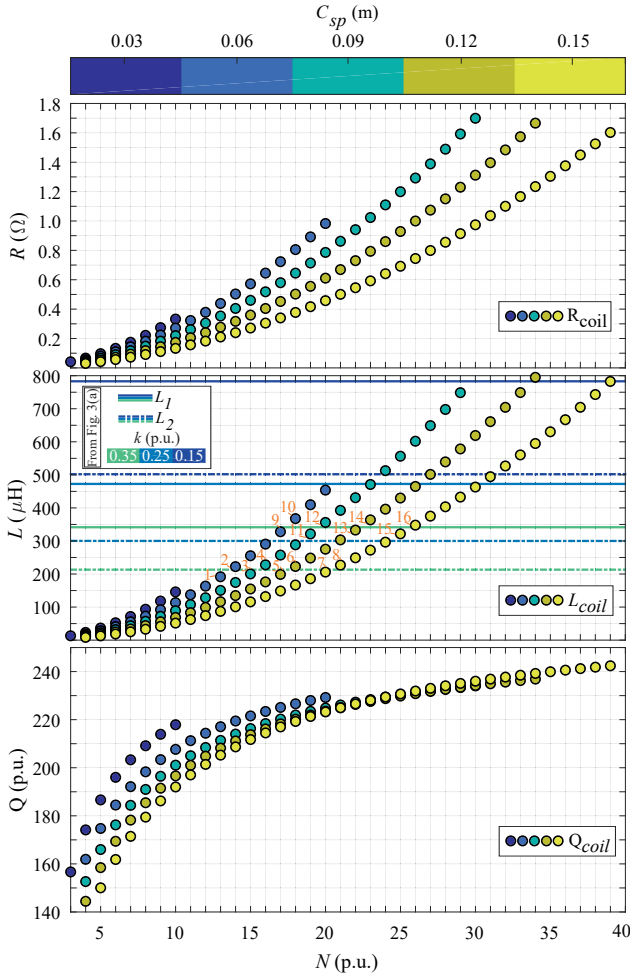 C_sp (m)
0.03 0.06 0.09 0.12 0.15
1.8
1.6
1.4
1.2
1.0
0.8
0.6
0.4
0.2
R (Ω)
R_coil
800
700
600
500
400
300
200
100
L (μH)
From Fig. 3(a)
L_1
L_2
k (p.u.)
0.35 0.25 0.15
1 2 3 4 5 6 7 8
9 10 11 12 13 14 15 16
L_coil
240
220
200
180
160
140
Q (p.u.)
Q_coil
5 10 15 20 25 30 35 40
N (p.u.)